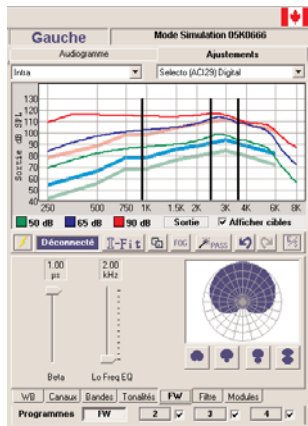 Gauche Mode Simulation 05K0666
Audiogramme Ajustements
Intra Selecto (ACI29) Digital
Sortie dB SPL
130
120
110
100
90
80
70
60
50
40
250 500 750 1K 1.5K 2K 3K 4K 6K 8K
50 dB 65 dB 90 dB Sortie Afficher cibles
Déconnecté I-Fit FOG PASS
1.00 2.00
µs kHz
Beta Lo Freq EQ
WB Canaux Bandes Tonalités FW Filtre Modules
Programmes FW 2 3 4